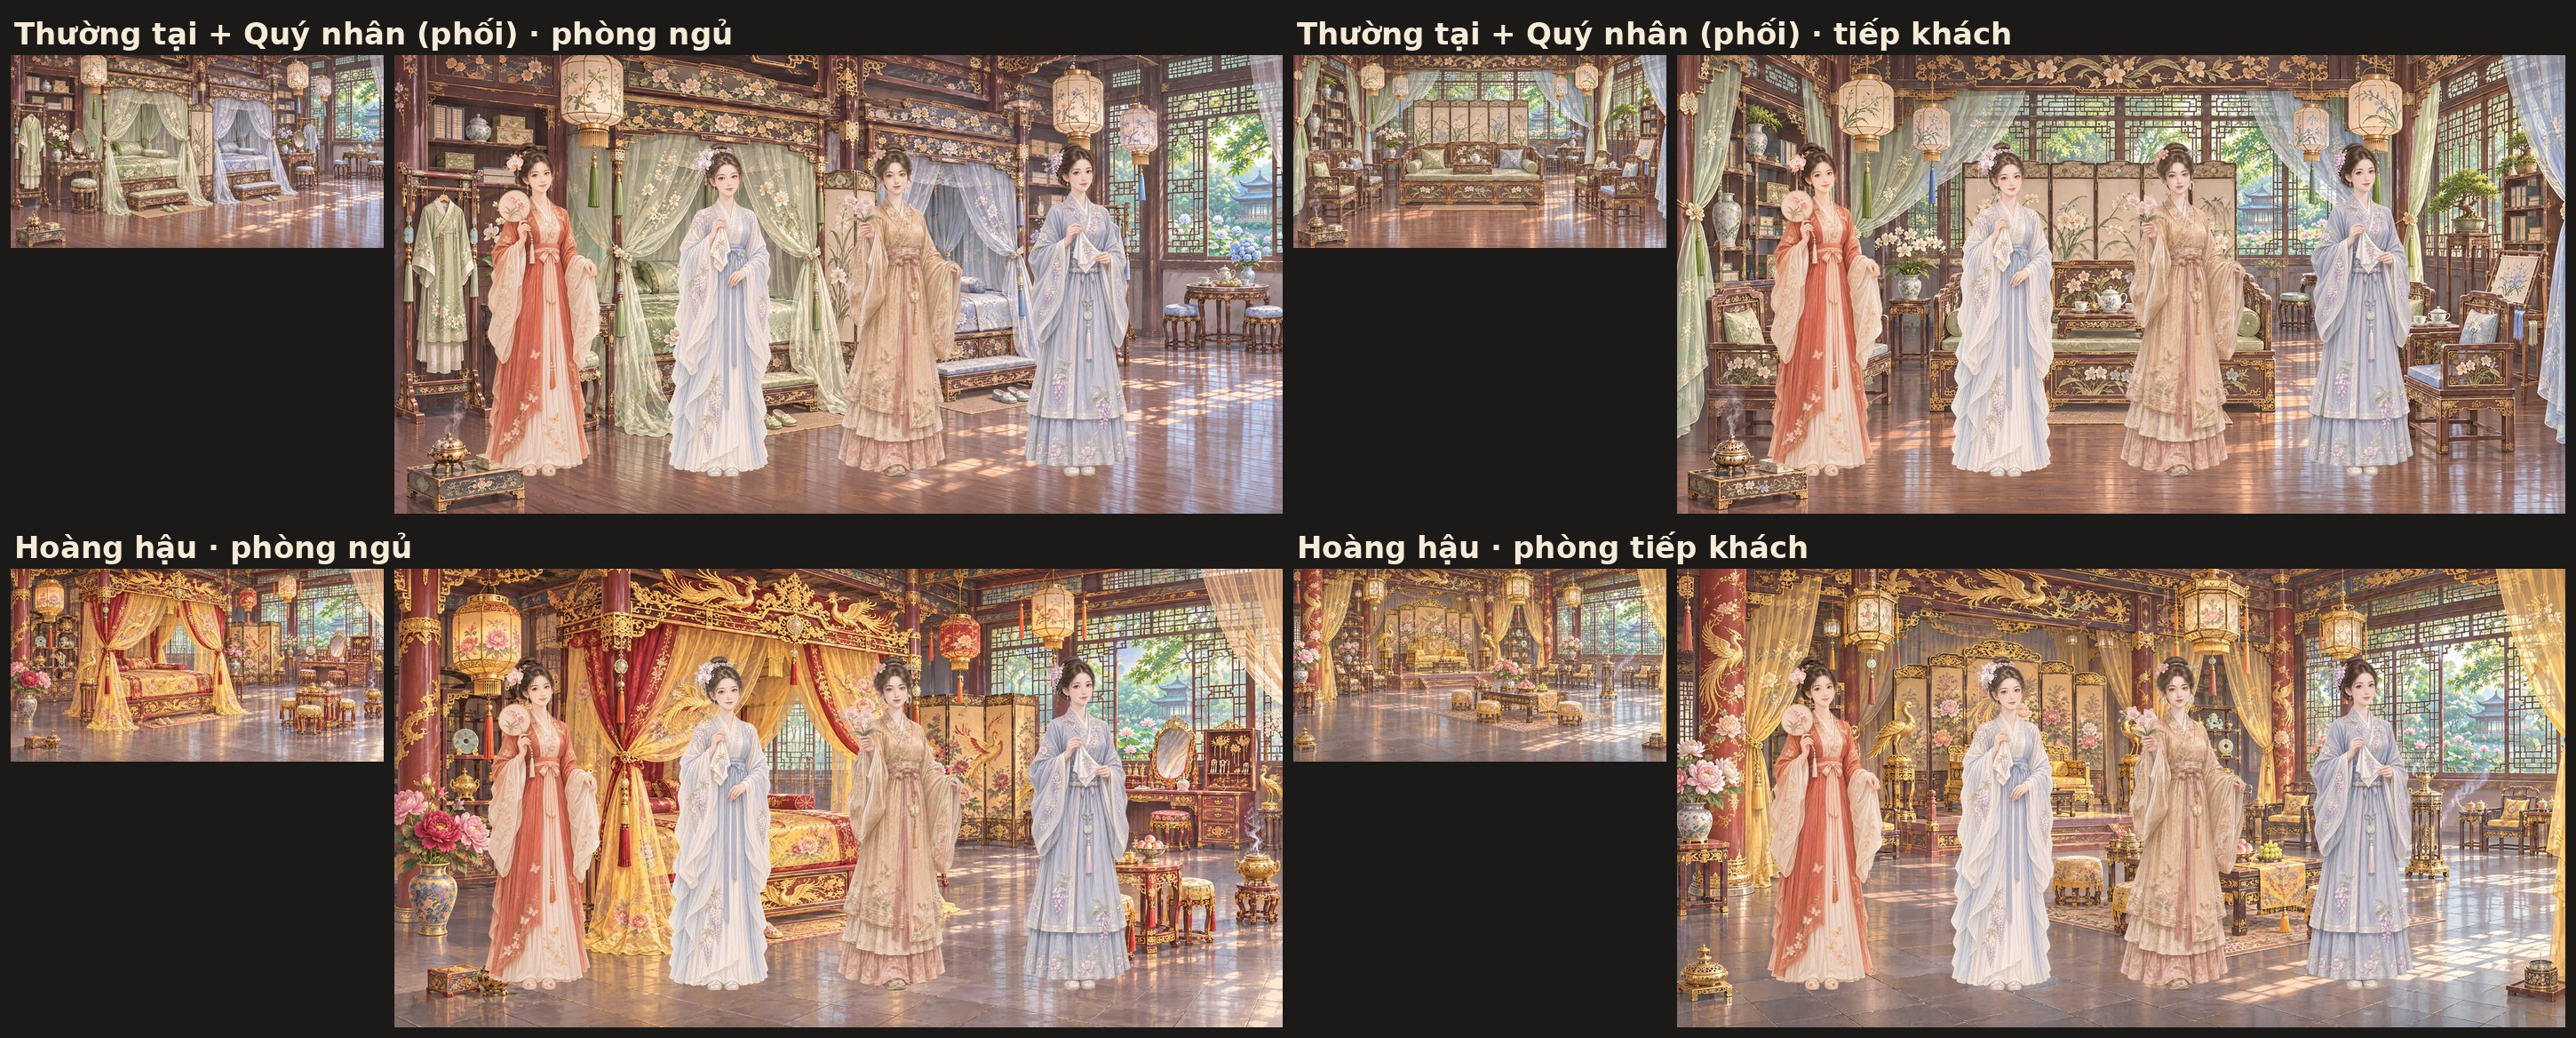 Thường tại + Quý nhân (phối) · phòng ngủ
Thường tại + Quý nhân (phối) · tiếp khách
Hoàng hậu · phòng ngủ
Hoàng hậu · phòng tiếp khách